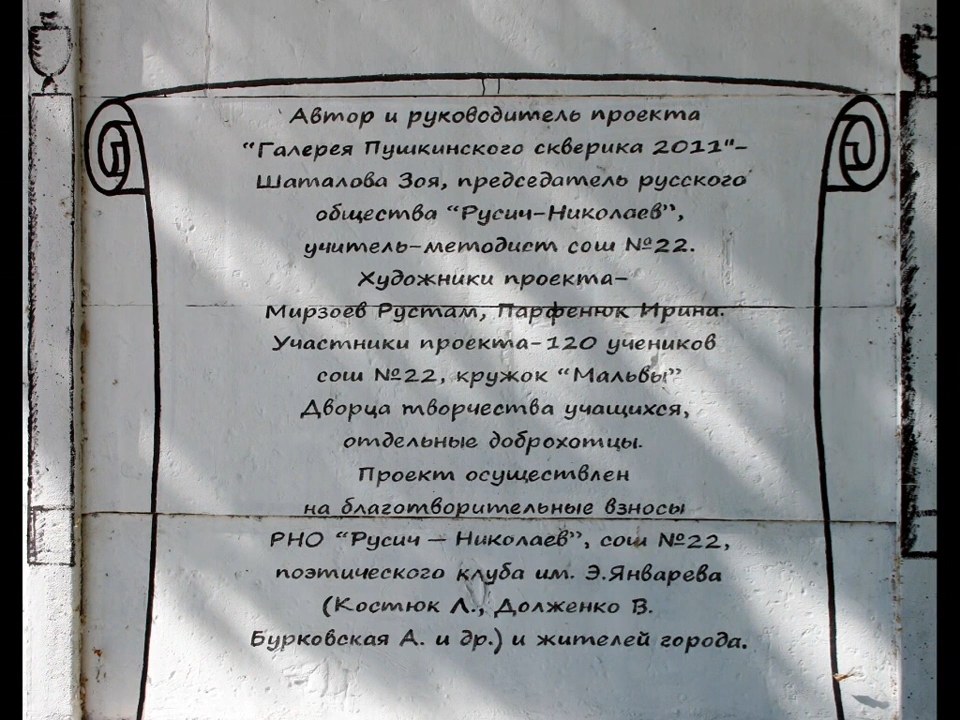 Автор и руководитель проекта
"Галерея Пушкинского скверика 2011"-
Шаталова Зоя, председатель русского
общества "Русич-Николаев",
учитель-методист сош №22.
Художники проекта-
Мирзоев Рустам, Парфенюк Ирина.
Участники проекта-120 учеников
сош №22, кружок "Мальвы"
Дворца творчества учащихся,
отдельные доброхотцы.
Проект осуществлен
на благотворительные взносы
РНО "Русич – Николаев", сош №22,
поэтического клуба им. Э.Январева
(Костюк Л., Долженко В.
Бурковская А. и др.) и жителей города.